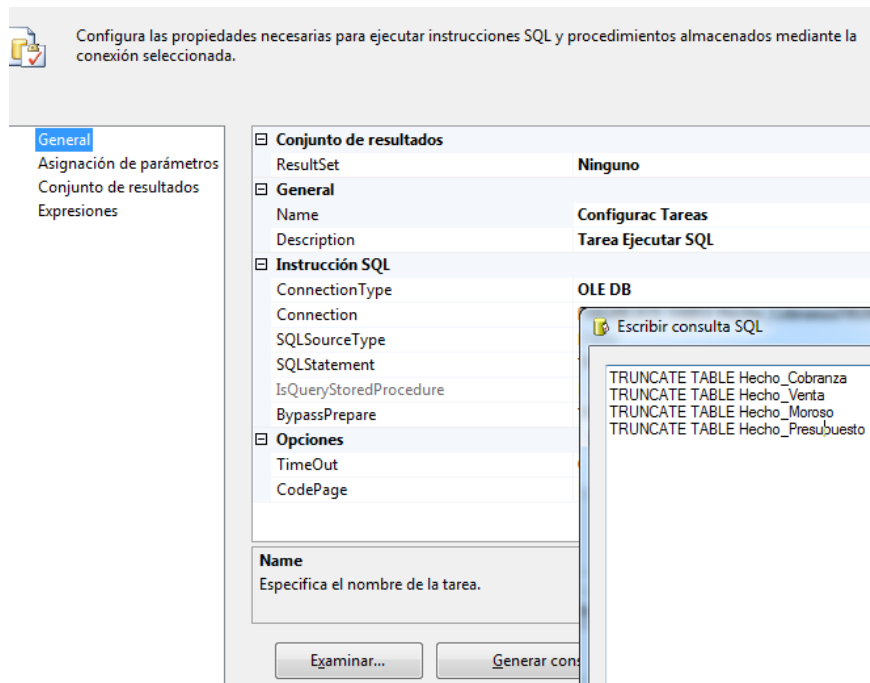 Configura las propiedades necesarias para ejecutar instrucciones SQL y procedimientos almacenados mediante la
conexión seleccionada.
General
Asignación de parámetros
Conjunto de resultados
Expresiones
Conjunto de resultados
ResultSet Ninguno
General
Name Configurac Tareas
Description Tarea Ejecutar SQL
Instrucción SQL
ConnectionType OLE DB
Connection
SQLSourceType
SQLStatement
IsQueryStoredProcedure
BypassPrepare
Opciones
TimeOut
CodePage
Name
Especifica el nombre de la tarea.
Examinar...
Generar cons
Escribir consulta SQL
TRUNCATE TABLE Hecho_Cobranza
TRUNCATE TABLE Hecho_Venta
TRUNCATE TABLE Hecho_Moroso
TRUNCATE TABLE Hecho_Presupuesto